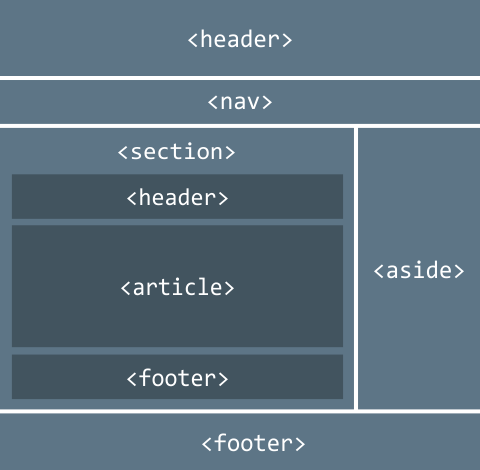 <header>
<nav>
<section>
<header>
<article>
<footer>
<aside>
<footer>